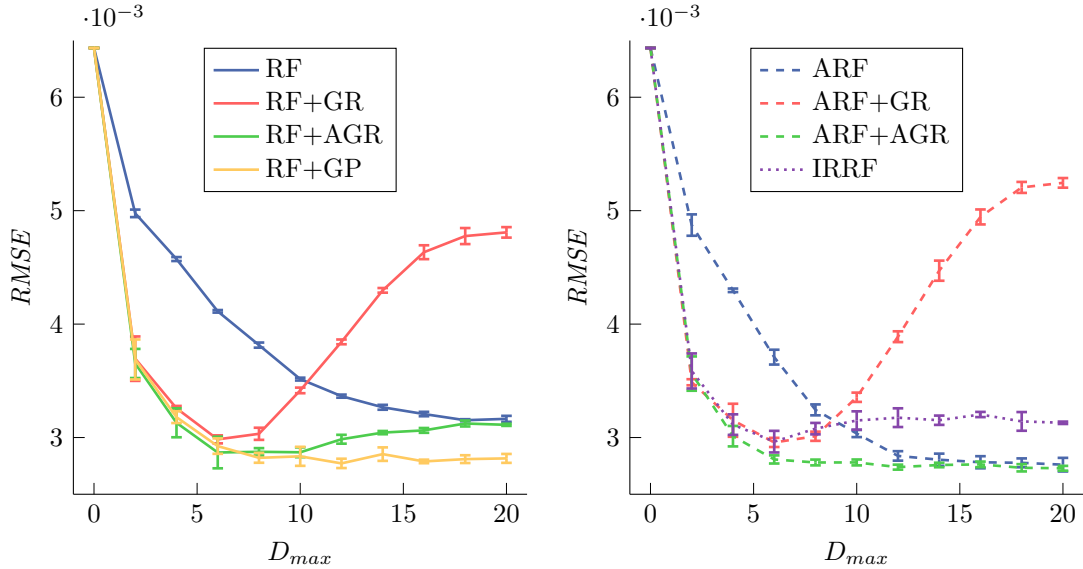 ·10⁻³
6
5
4
3
RMSE
0
5
10
15
20
D_max
RF
RF+GR
RF+AGR
RF+GP
·10⁻³
6
5
4
3
RMSE
0
5
10
15
20
D_max
ARF
ARF+GR
ARF+AGR
IRRF